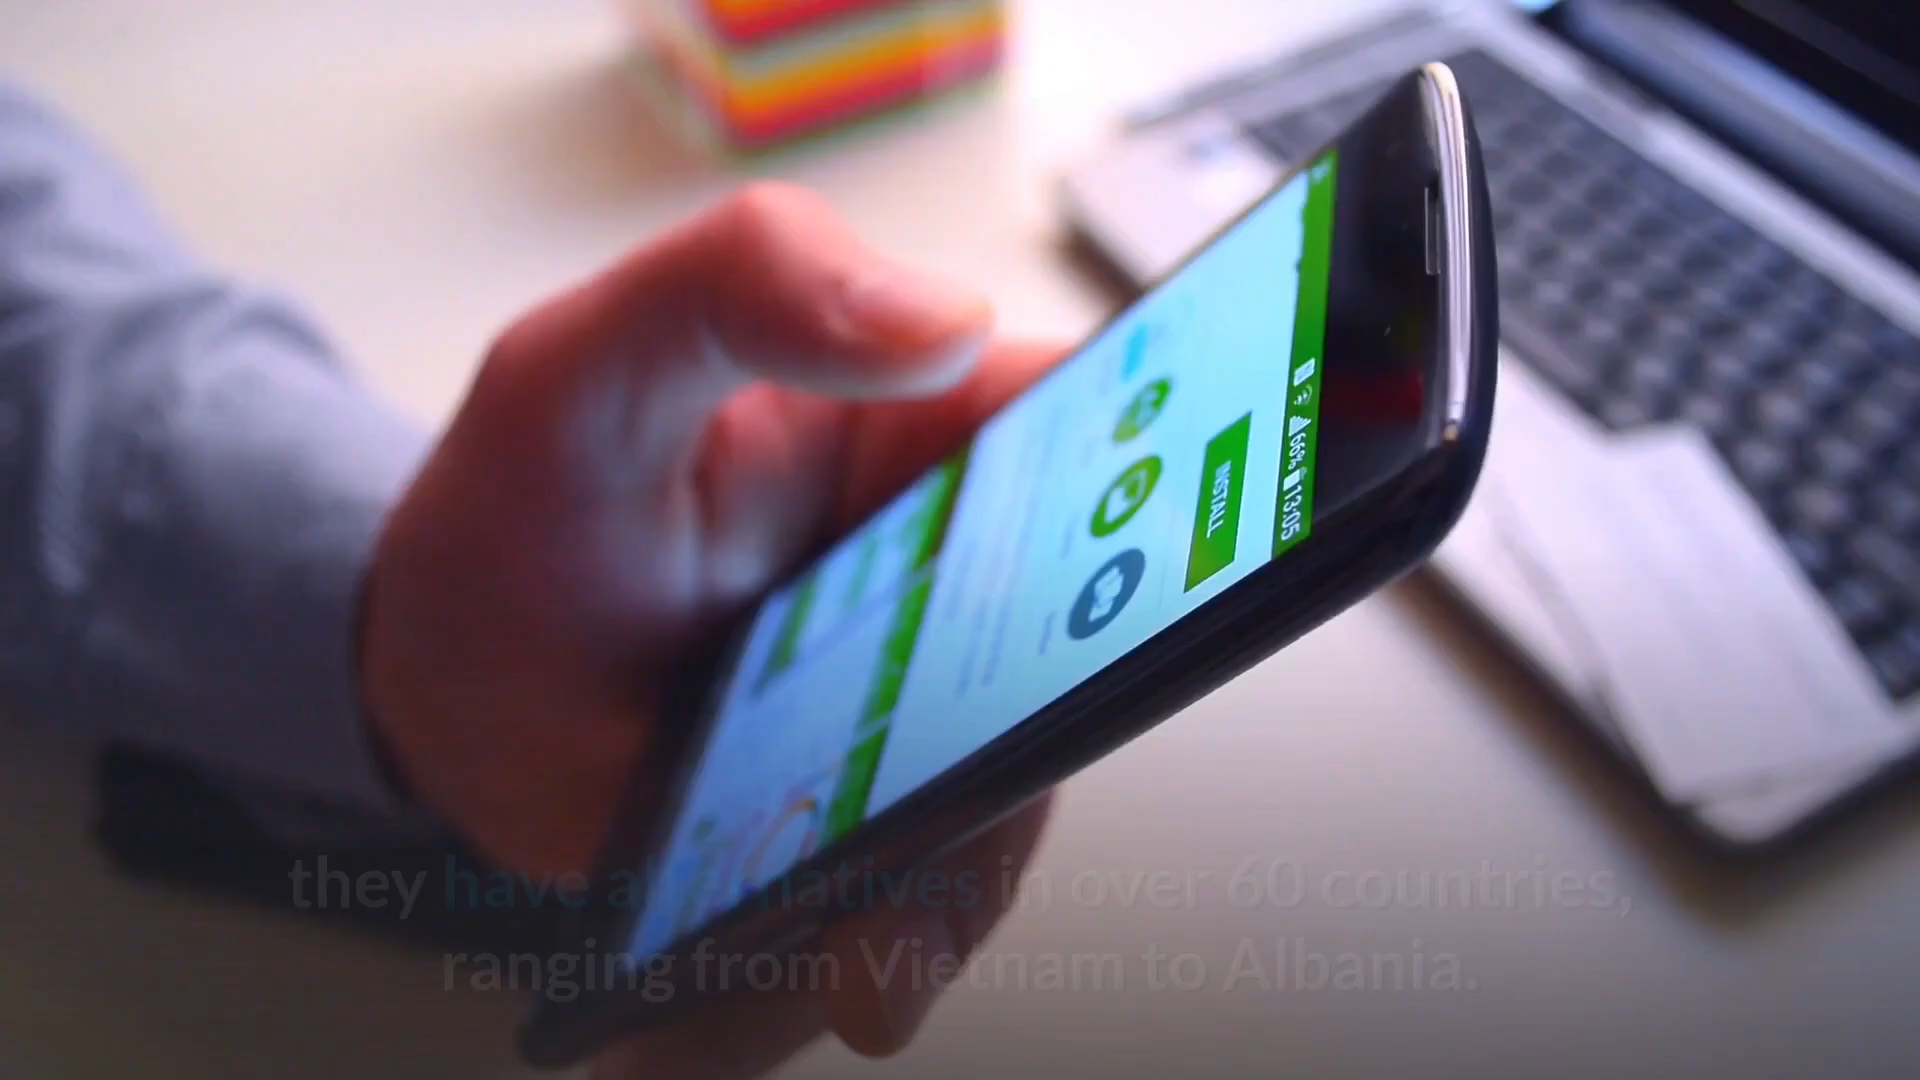 INSTALL
66% 13:05
they have alternatives in over 60 countries,
ranging from Vietnam to Albania.